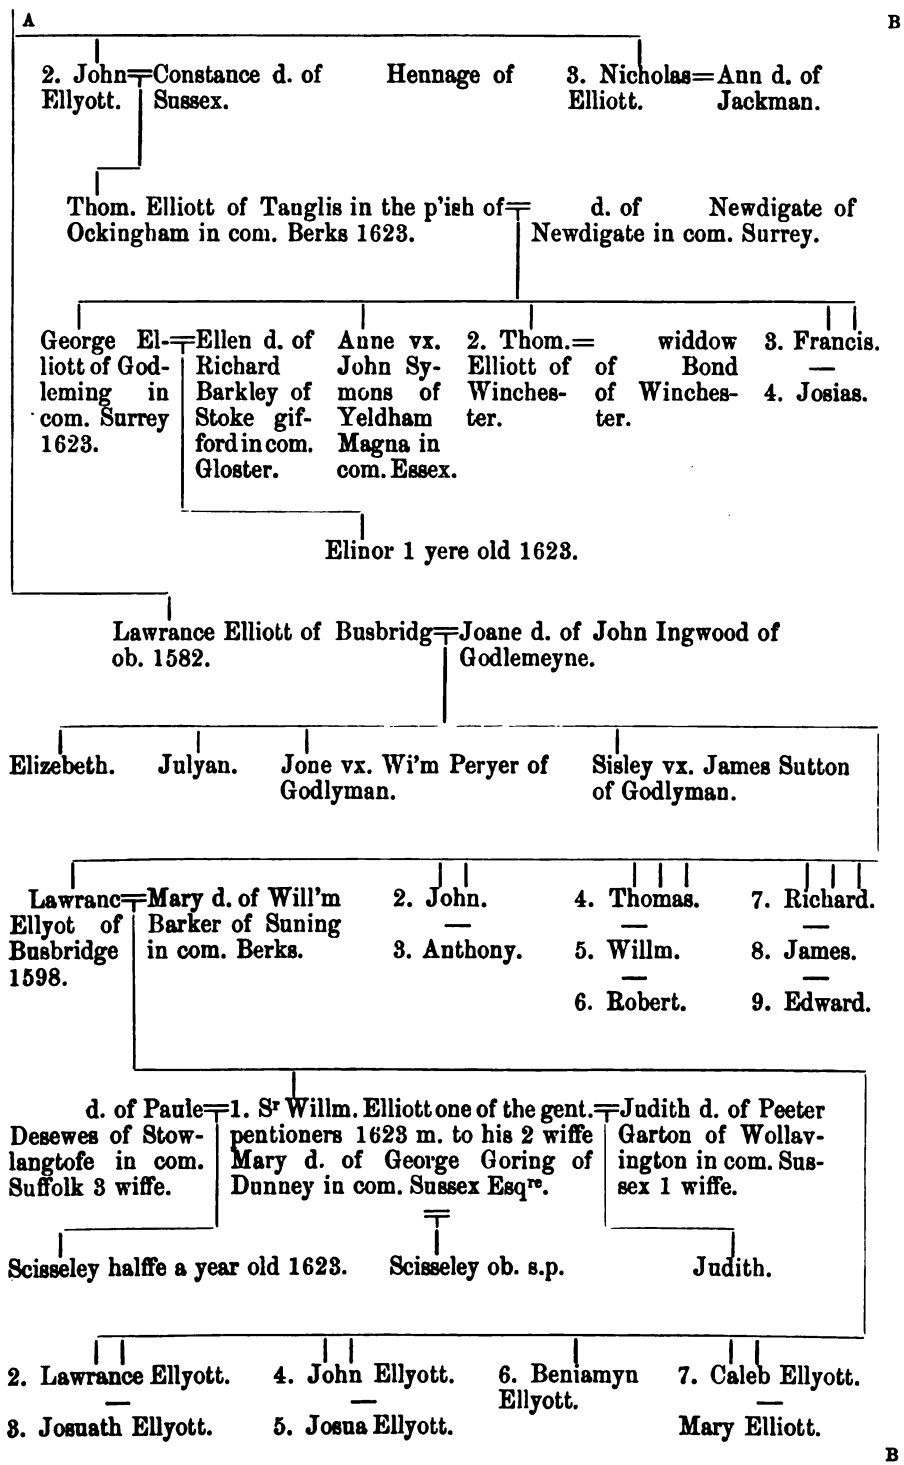 A B
2. John Constance d. of Hennage of 3. Nicholas=Ann d. of
Ellyott. Sussex. Elliott. Jackman.
Thom. Elliott of Tanglis in the p'ish of d. of Newdigate of
Ockingham in com. Berks 1623. Newdigate in com. Surrey.
George El- Ellen d. of Anne vx. 2. Thom.= widdow 3. Francis.
liott of God- Richard John Sy- Elliott of of Bond —
leming in Barkley of mons of Winches- of Winches- 4. Josias.
com. Surrey Stoke gif- Yeldham ter. ter.
1623. ford in com. Magna in
Gloster. com. Essex.
Elinor 1 yere old 1623.
Lawrance Elliott of Busbridg Joane d. of John Ingwood of
ob. 1582. Godlemeyne.
Elizebeth. Julyan. Jone vx. Wi'm Peryer of Sisley vx. James Sutton
Godlyman. of Godlyman.
Lawranc Mary d. of Will'm 2. John. 4. Thomas. 7. Richard.
Ellyot of Barker of Suning — — —
Busbridge in com. Berks. 3. Anthony. 5. Willm. 8. James.
1598. — —
6. Robert. 9. Edward.
d. of Paule 1. Sr Willm. Elliott one of the gent. Judith d. of Peeter
Desewes of Stow- pentioners 1623 m. to his 2 wiffe Garton of Wollav-
langtofe in com. Mary d. of George Goring of ington in com. Sus-
Suffolk 3 wiffe. Dunney in com. Sussex Esqre. sex 1 wiffe.
Scisseley halffe a year old 1623. Scisseley ob. s.p. Judith.
2. Lawrance Ellyott. 4. John Ellyott. 6. Beniamyn 7. Caleb Ellyott.
— — Ellyott. —
3. Josuath Ellyott. 5. Josua Ellyott. Mary Elliott.
B